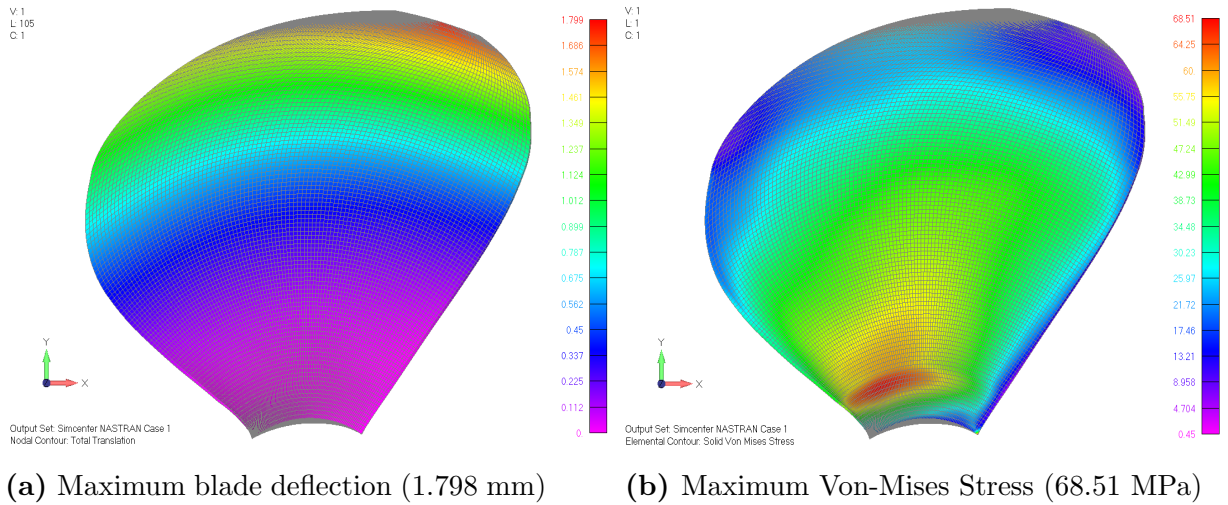 V: 1
L: 105
C: 1
1.799
1.686
1.574
1.461
1.349
1.237
1.124
1.012
0.899
0.787
0.675
0.562
0.45
0.337
0.225
0.112
0.
Y
X
Output Set: Simcenter NASTRAN Case 1
Nodal Contour: Total Translation
V: 1
L: 1
C: 1
68.51
64.25
60.
55.75
51.49
47.24
42.99
38.73
34.48
30.23
25.97
21.72
17.46
13.21
8.958
4.704
0.45
Y
X
Output Set: Simcenter NASTRAN Case 1
Elemental Contour: Solid Von Mises Stress
(a) Maximum blade deflection (1.798 mm)
(b) Maximum Von-Mises Stress (68.51 MPa)